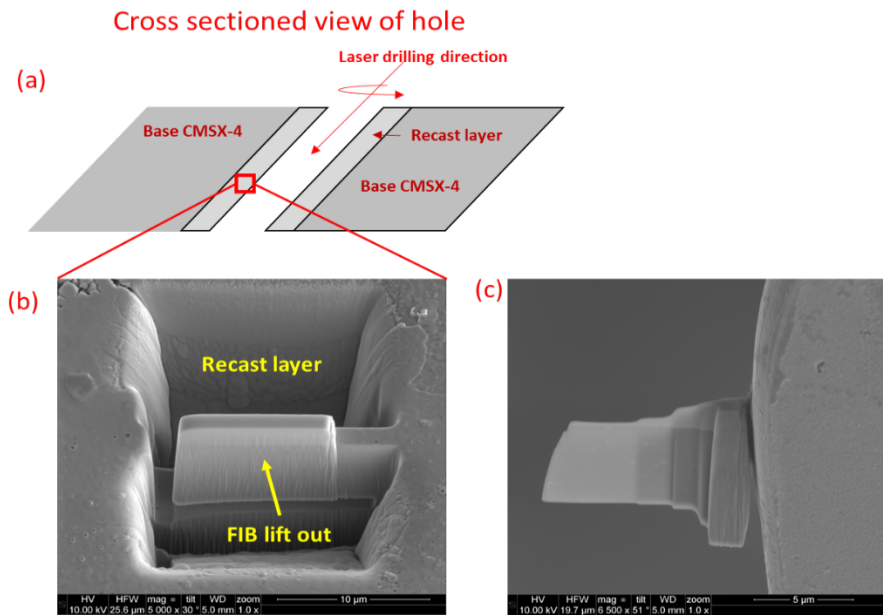 Cross sectioned view of hole
(a)
Laser drilling direction
Base CMSX-4
Recast layer
Base CMSX-4
(b)
Recast layer
FIB lift out
HV HFW mag ⊞ tilt WD zoom
10.00 kV 25.6 µm 5 000 x 30 ° 5.0 mm 1.0 x
10 µm
(c)
HV HFW mag ⊞ tilt WD zoom
10.00 kV 19.7 µm 6 500 x 51 ° 5.0 mm 1.0 x
5 µm